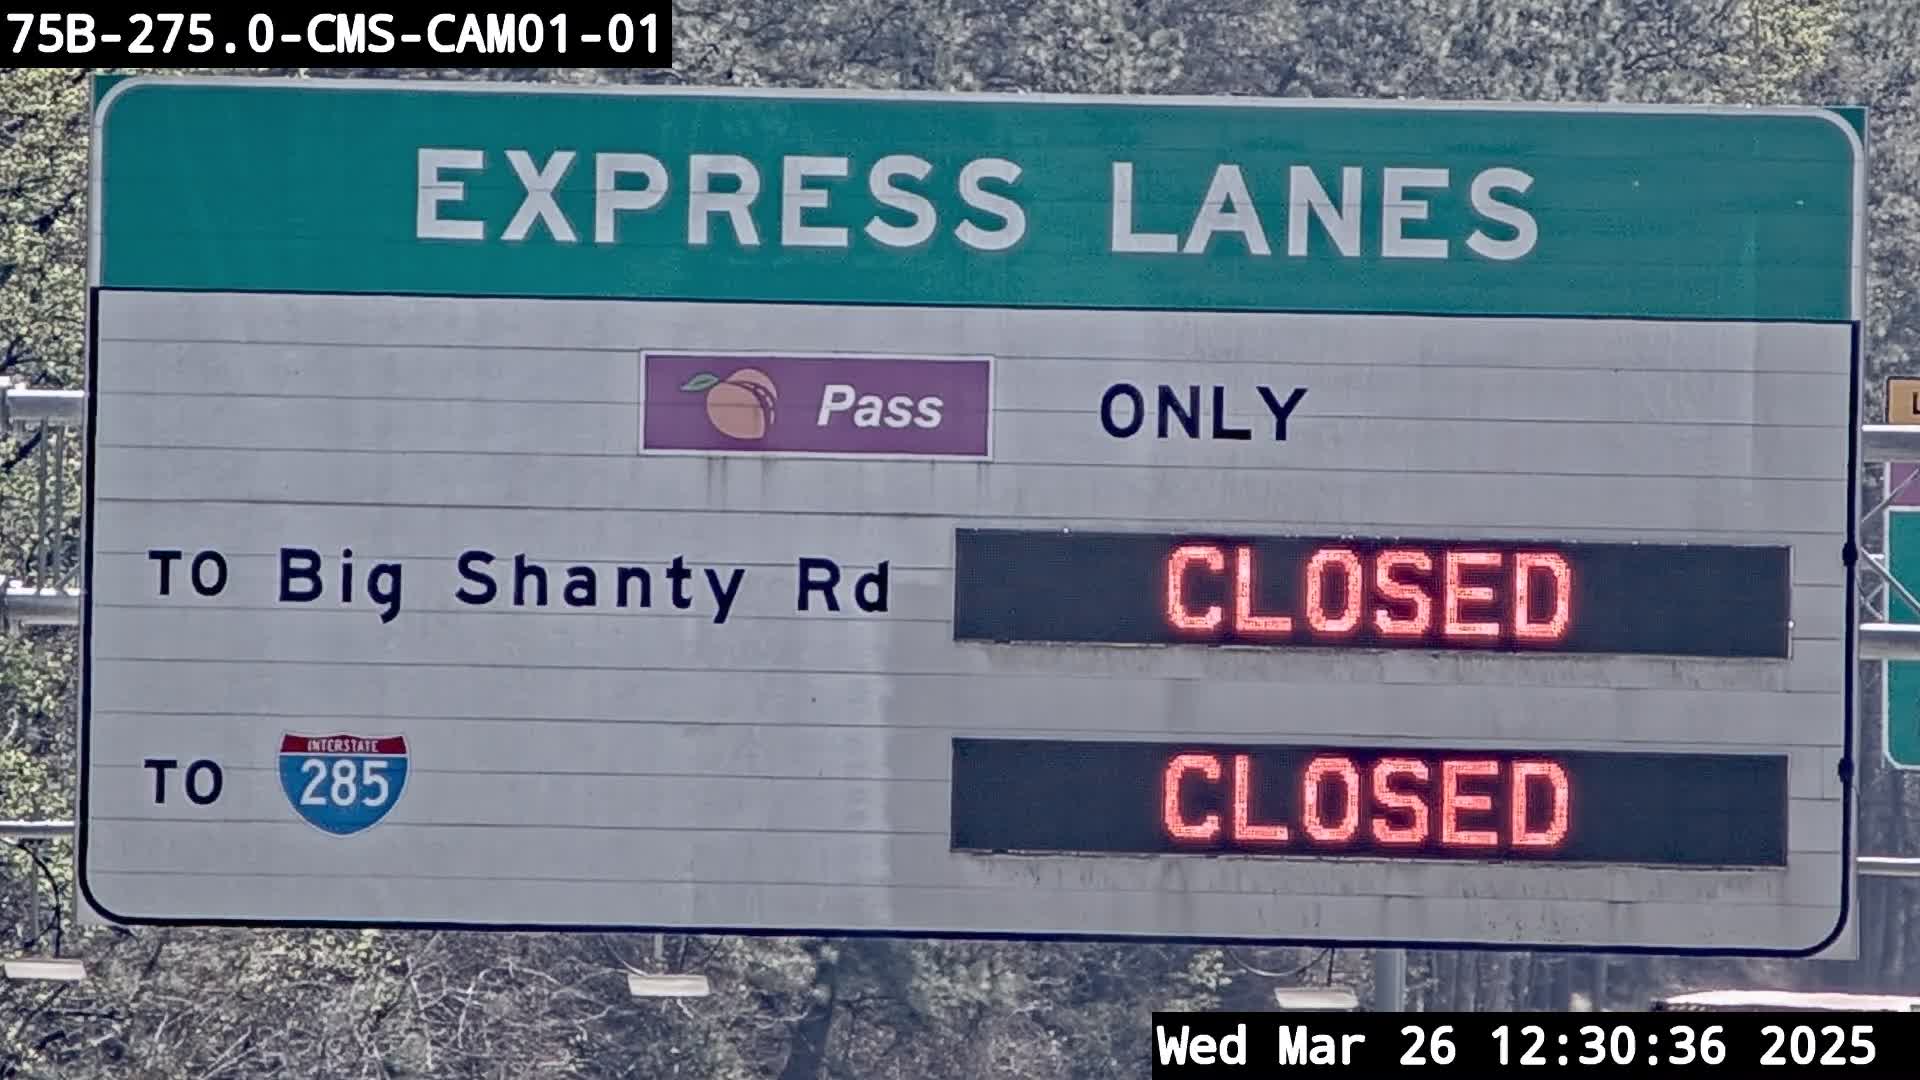 75B-275.0-CMS-CAM01-01
EXPRESS LANES
Pass ONLY
TO Big Shanty Rd CLOSED
TO INTERSTATE 285 CLOSED
Wed Mar 26 12:30:36 2025